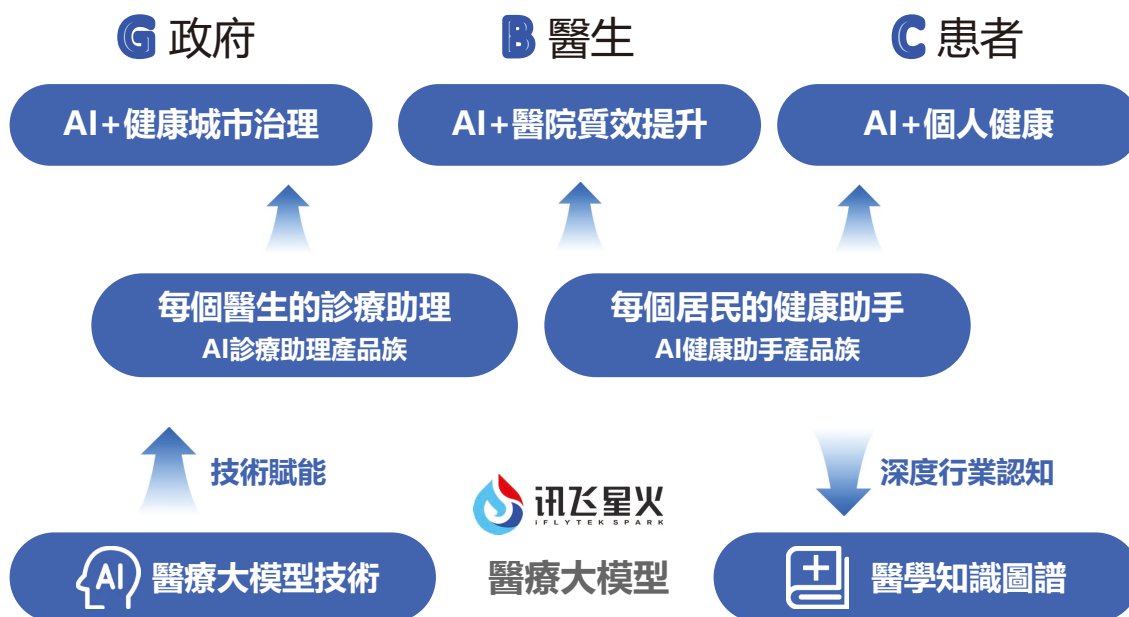 G 政府
B 醫生
C 患者
AI+健康城市治理
AI+醫院質效提升
AI+個人健康
每個醫生的診療助理
AI診療助理產品族
每個居民的健康助手
AI健康助手產品族
技術賦能
讯飞星火
iFLYTEK SPARK
深度行業認知
AI 醫療大模型技術
醫療大模型
醫學知識圖譜